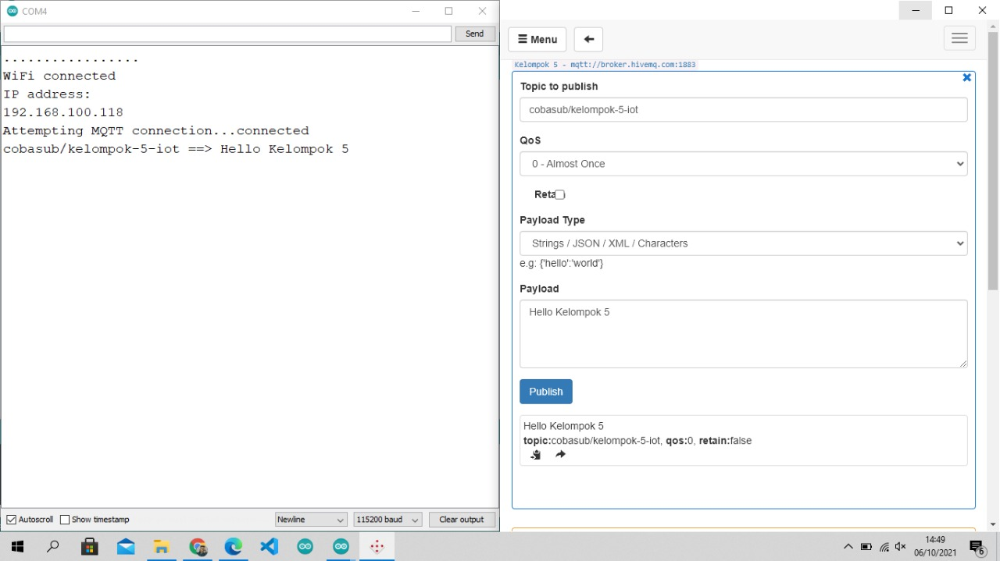 COM4
Send
.................
WiFi connected
IP address:
192.168.100.118
Attempting MQTT connection...connected
cobasub/kelompok-5-iot ==> Hello Kelompok 5
Autoscroll
Show timestamp
Newline
115200 baud
Clear output
Menu
Kelompok 5 - mqtt://broker.hivemq.com:1883
Topic to publish
cobasub/kelompok-5-iot
QoS
0 - Almost Once
Retain
Payload Type
Strings / JSON / XML / Characters
e.g: {'hello':'world'}
Payload
Hello Kelompok 5
Publish
Hello Kelompok 5
topic:cobasub/kelompok-5-iot, qos:0, retain:false
14:49
06/10/2021
6